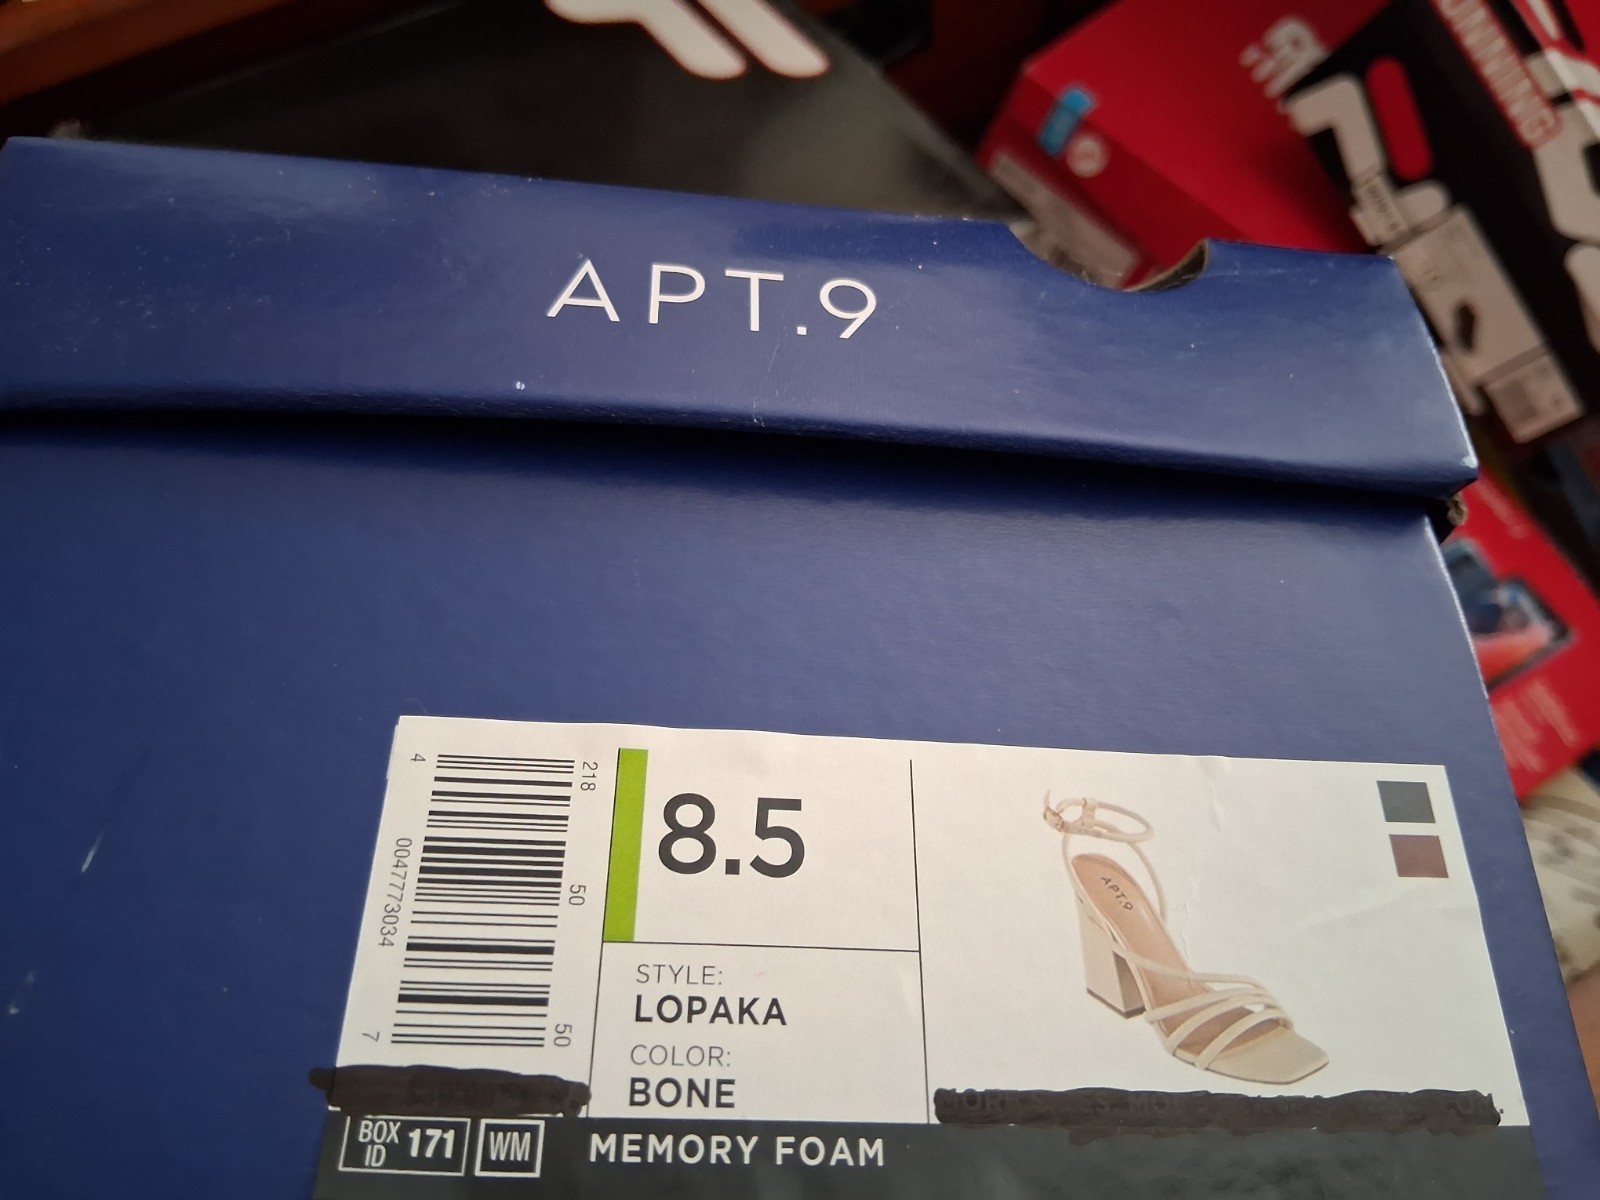 APT.9
218
4
8.5
50
0047773034
APT.9
STYLE:
LOPAKA
50
7
COLOR:
BONE
BOX ID 171
WM
MEMORY FOAM